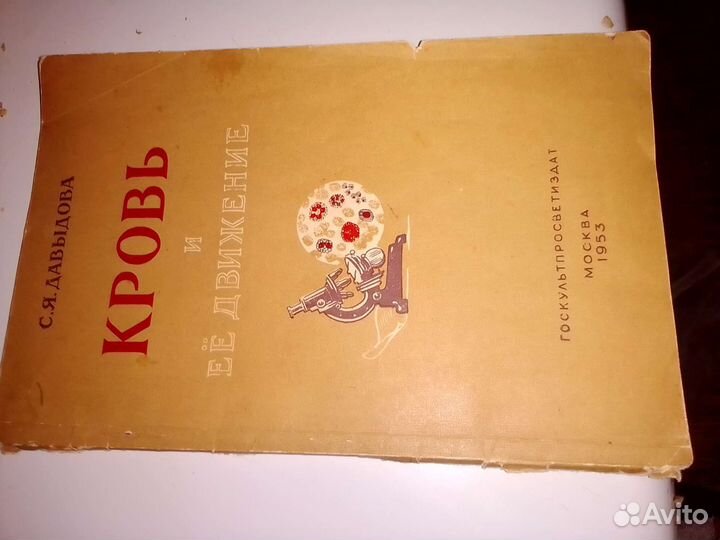 С.Я. ДАВЫДОВА
КРОВЬ
И
ЕЁ ДВИЖЕНИЕ
ГОСКУЛЬТПРОСВЕТИЗДАТ
МОСКВА
1953
Avito